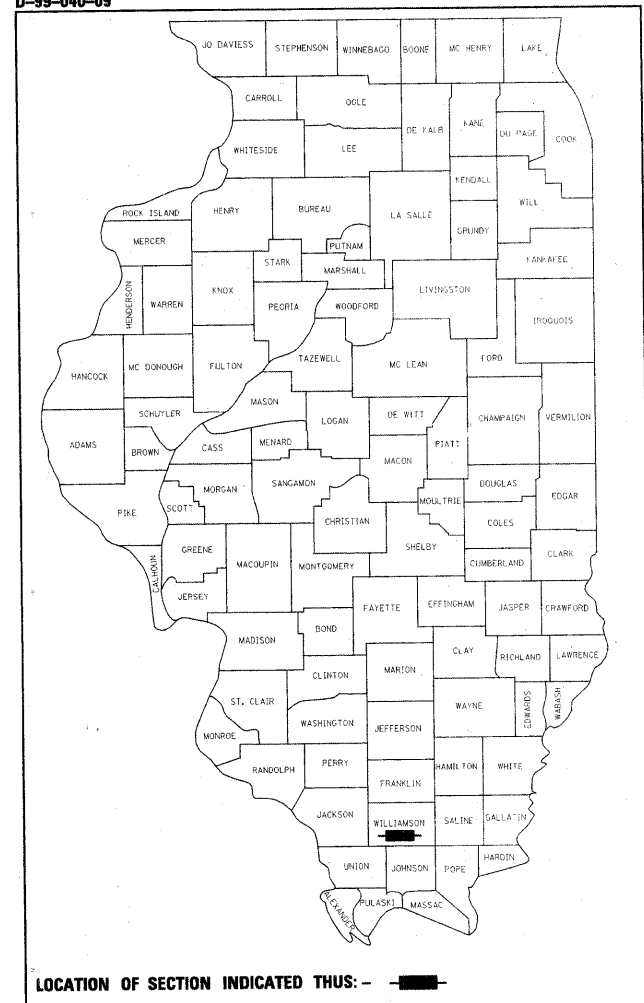 D-99-040-09
JO DAVIESS STEPHENSON WINNEBAGO BOONE MC HENRY LAKE
CARROLL OGLE
DE KALB KANE DU PAGE COOK
WHITESIDE LEE
KENDALL
ROCK ISLAND HENRY BUREAU LA SALLE GRUNDY WILL
MERCER PUTNAM
STARK MARSHALL KANKAKEE
HENDERSON WARREN KNOX PEORIA WOODFORD LIVINGSTON
IROQUOIS
HANCOCK MC DONOUGH FULTON TAZEWELL MC LEAN FORD
MASON
SCHUYLER LOGAN DE WITT CHAMPAIGN VERMILION
ADAMS BROWN CASS MENARD PIATT
MACON
MORGAN SANGAMON DOUGLAS
PIKE SCOTT CHRISTIAN MOULTRIE EDGAR
COLES
GREENE MACOUPIN MONTGOMERY SHELBY
CALHOUN CUMBERLAND CLARK
JERSEY
FAYETTE EFFINGHAM JASPER CRAWFORD
MADISON BOND
CLAY RICHLAND LAWRENCE
CLINTON MARION
ST. CLAIR WAYNE EDWARDS WABASH
WASHINGTON JEFFERSON
MONROE
RANDOLPH PERRY HAMILTON WHITE
FRANKLIN
JACKSON WILLIAMSON SALINE GALLATIN
UNION JOHNSON POPE HARDIN
ALEXANDER PULASKI MASSAC
LOCATION OF SECTION INDICATED THUS: -